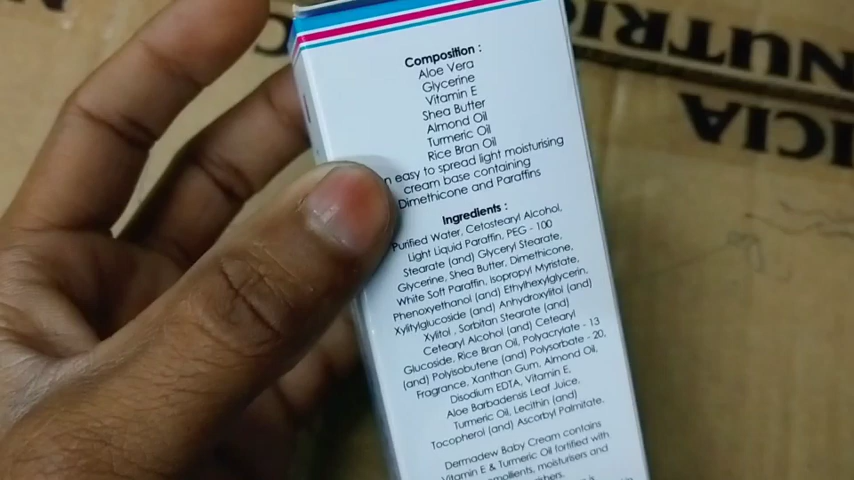 Composition :
Aloe Vera
Glycerine
Vitamin E
Shea Butter
Almond Oil
Turmeric Oil
Rice Bran Oil
easy to spread light moisturising
cream base containing
Dimethicone and Paraffins
Ingredients :
Purified Water, Cetostearyl Alcohol,
Light Liquid Paraffin, PEG - 100
Stearate (and) Glyceryl Stearate,
Glycerine, Shea Butter, Dimethicone,
White Soft Paraffin, Isopropyl Myristate,
Phenoxyethanol (and) Ethylhexylglycerin,
Xylitylglucoside (and) Anhydroxylitol (and)
Xylitol , Sorbitan Stearate (and)
Cetearyl Alcohol (and) Cetearyl
Glucoside, Rice Bran Oil, Polyacrylate - 13
(and) Polyisobutene (and) Polysorbate - 20,
Fragrance, Xanthan Gum, Almond Oil,
Disodium EDTA, Vitamin E,
Aloe Barbadensis Leaf Juice,
Turmeric Oil, Lecithin (and)
Tocopherol (and) Ascorbyl Palmitate.
Dermadew Baby Cream contains
Vitamin E & Turmeric Oil fortified with
emollients, moisturisers and
NUTRIC
ICIA